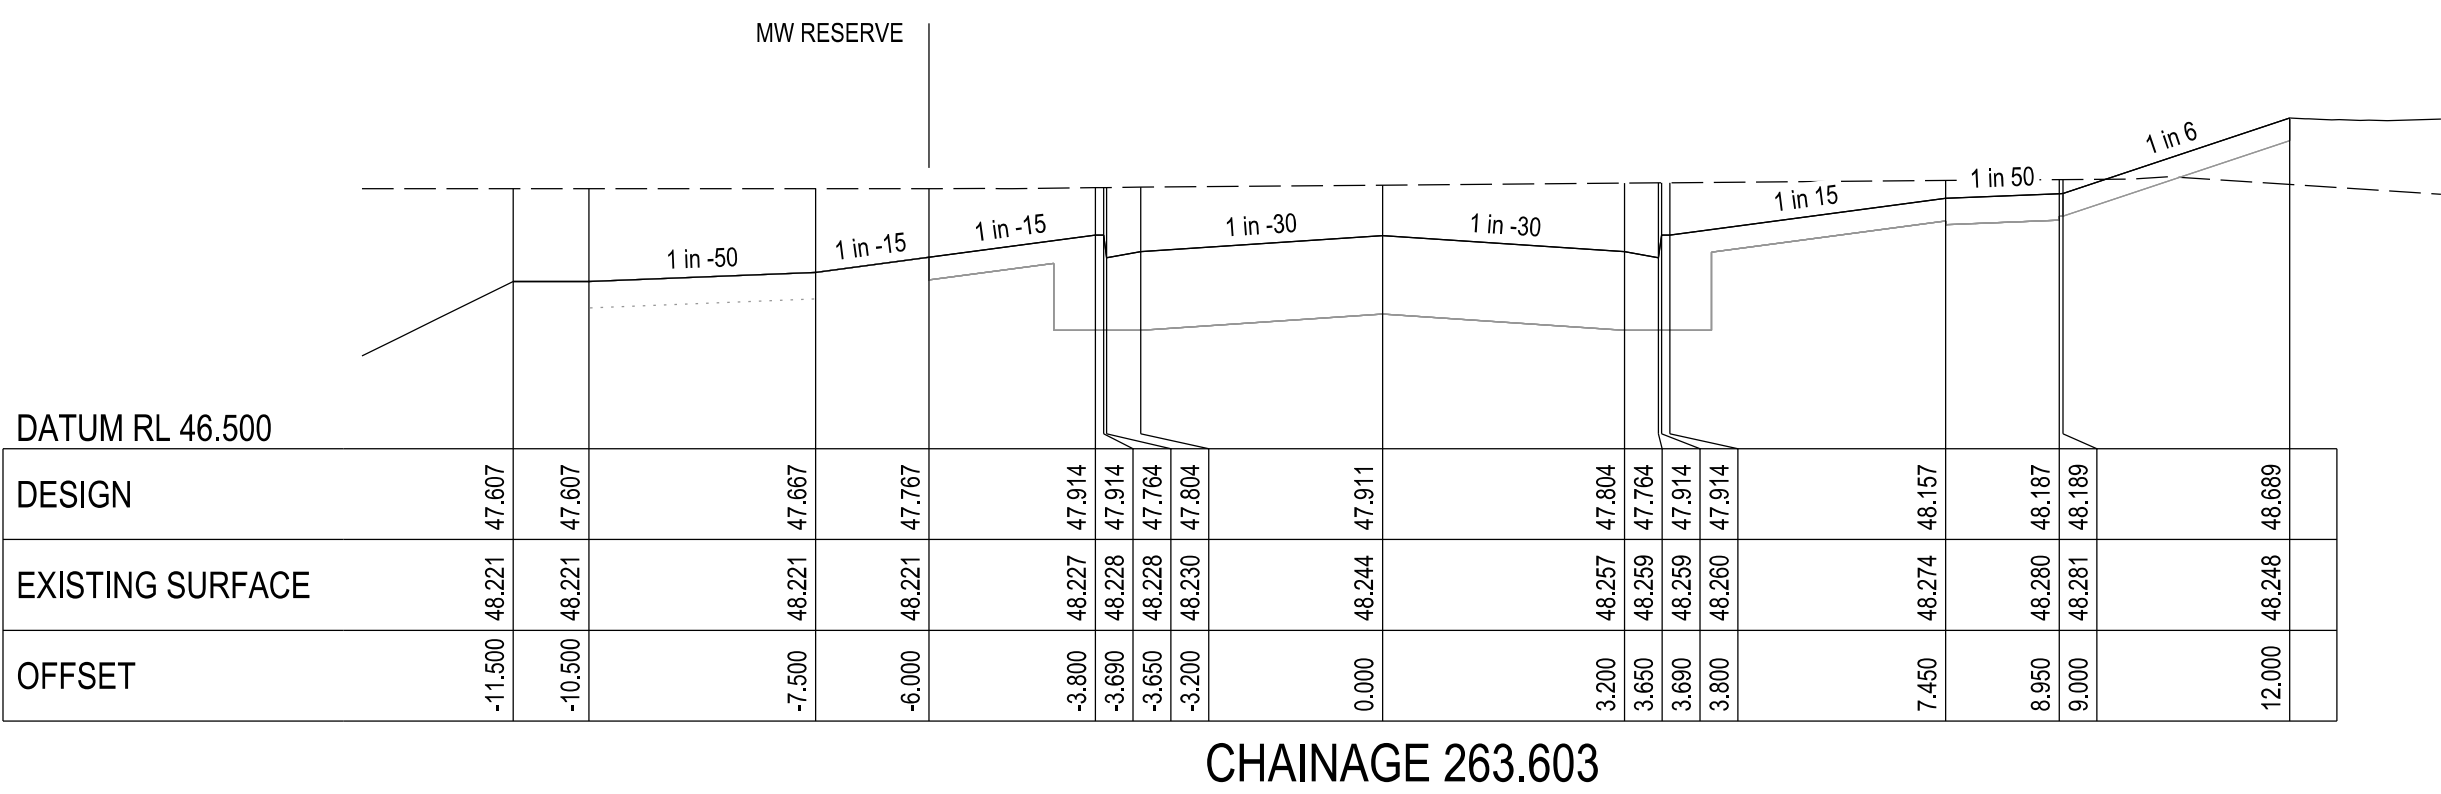 MW RESERVE
1 in -50
1 in -15
1 in -15
1 in -30
1 in -30
1 in 15
1 in 50
1 in 6
DATUM RL 46.500
DESIGN 47.607 47.607 47.667 47.767 47.914 47.914 47.764 47.804 47.911 47.804 47.764 47.914 47.914 48.157 48.187 48.189 48.689
EXISTING SURFACE 48.221 48.221 48.221 48.221 48.227 48.228 48.228 48.230 48.244 48.257 48.259 48.259 48.260 48.274 48.280 48.281 48.248
OFFSET -11.500 -10.500 -7.500 -6.000 -3.800 -3.690 -3.650 -3.200 0.000 3.200 3.650 3.690 3.800 7.450 8.950 9.000 12.000
CHAINAGE 263.603